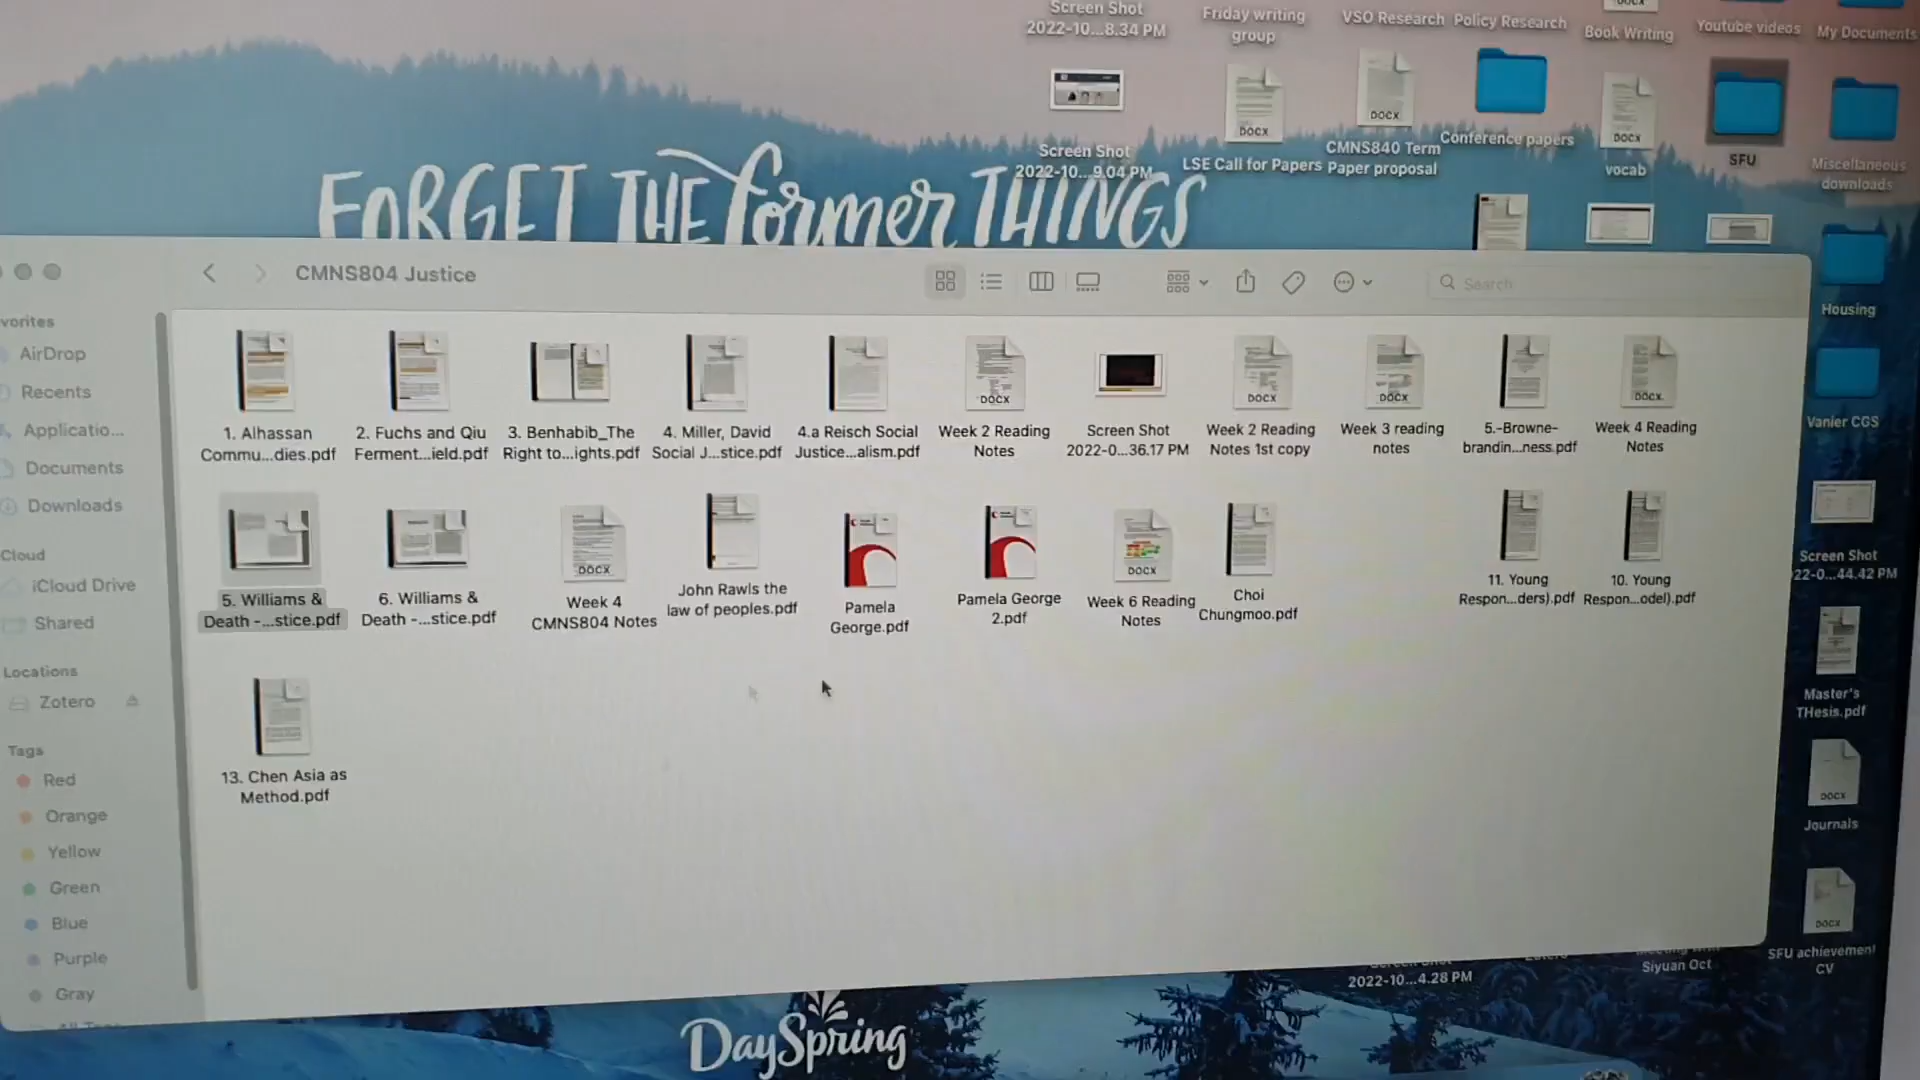 Screen Shot
2022-10...8.34 PM
Friday writing
group
VSO Research
Policy Research
DOCX
Book Writing
Youtube videos
My Documents
Screen Shot
2022-10...9.04 PM
DOCX
LSE Call for Papers
DOCX
CMNS840 Term
Paper proposal
Conference papers
DOCX
vocab
SFU
Miscellaneous
downloads
FORGET THE former THINGS
CMNS804 Justice
Search
Housing
vorites
AirDrop
Recents
Applicatio...
Documents
Downloads
Cloud
iCloud Drive
Shared
Locations
Zotero
Tags
Red
Orange
Yellow
Green
Blue
Purple
Gray
1. Alhassan
Commu...dies.pdf
2. Fuchs and Qiu
Ferment...ield.pdf
3. Benhabib_The
Right to...ights.pdf
4. Miller, David
Social J...stice.pdf
4.a Reisch Social
Justice...alism.pdf
DOCX
Week 2 Reading
Notes
Screen Shot
2022-0...36.17 PM
DOCX
Week 2 Reading
Notes 1st copy
DOCX
Week 3 reading
notes
5.-Browne-
brandin...ness.pdf
DOCX
Week 4 Reading
Notes
Vanier CGS
5. Williams &
Death -...stice.pdf
6. Williams &
Death -...stice.pdf
DOCX
Week 4
CMNS804 Notes
John Rawls the
law of peoples.pdf
Pamela
George.pdf
Pamela George
2.pdf
DOCX
Week 6 Reading
Notes
Choi
Chungmoo.pdf
11. Young
Respon...ders).pdf
10. Young
Respon...odel).pdf
Screen Shot
22-0...44.42 PM
13. Chen Asia as
Method.pdf
Master's
THesis.pdf
DOCX
Journals
DOCX
SFU achievement
CV
2022-10...4.28 PM
Siyuan Oct
DaySpring